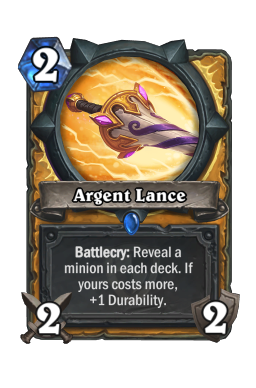 2
Argent Lance
Battlecry: Reveal a
minion in each deck. If
yours costs more,
+1 Durability.
2 2